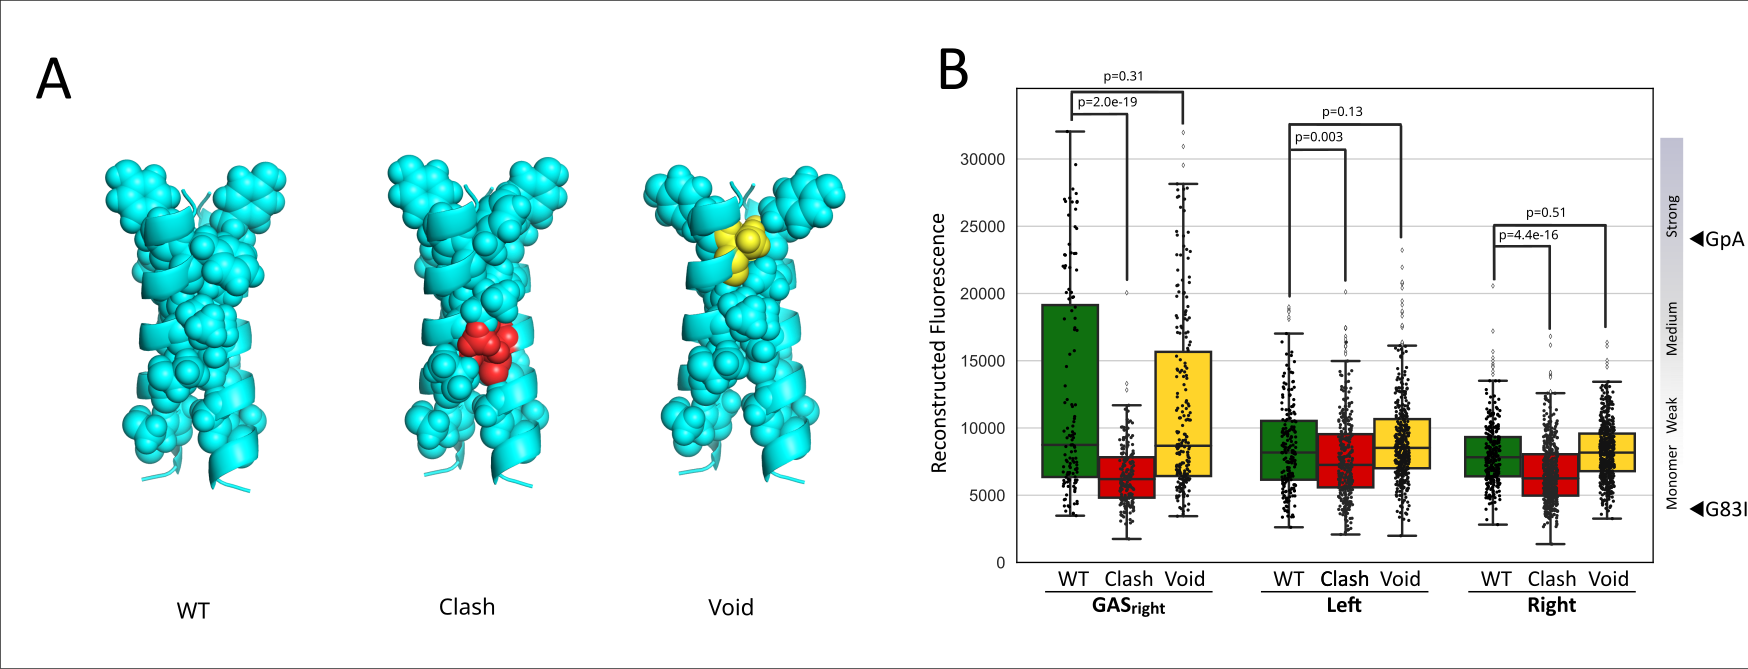 A
WT
Clash
Void
B
Reconstructed Fluorescence
30000
25000
20000
15000
10000
5000
0
p=0.31
p=2.0e-19
p=0.13
p=0.003
p=0.51
p=4.4e-16
WT Clash Void
GASright
WT Clash Void
Left
WT Clash Void
Right
Strong
Medium
Weak
Monomer
◀GpA
◀G83I